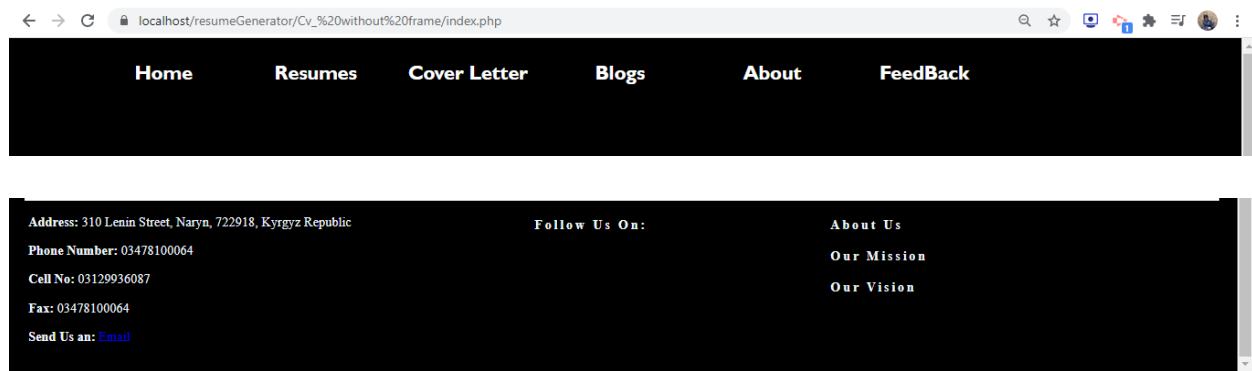 localhost/resumeGenerator/Cv_%20without%20frame/index.php
1
Home Resumes Cover Letter Blogs About FeedBack
Address: 310 Lenin Street, Naryn, 722918, Kyrgyz Republic
Phone Number: 03478100064
Cell No: 03129936087
Fax: 03478100064
Send Us an: Email
Follow Us On:
About Us
Our Mission
Our Vision